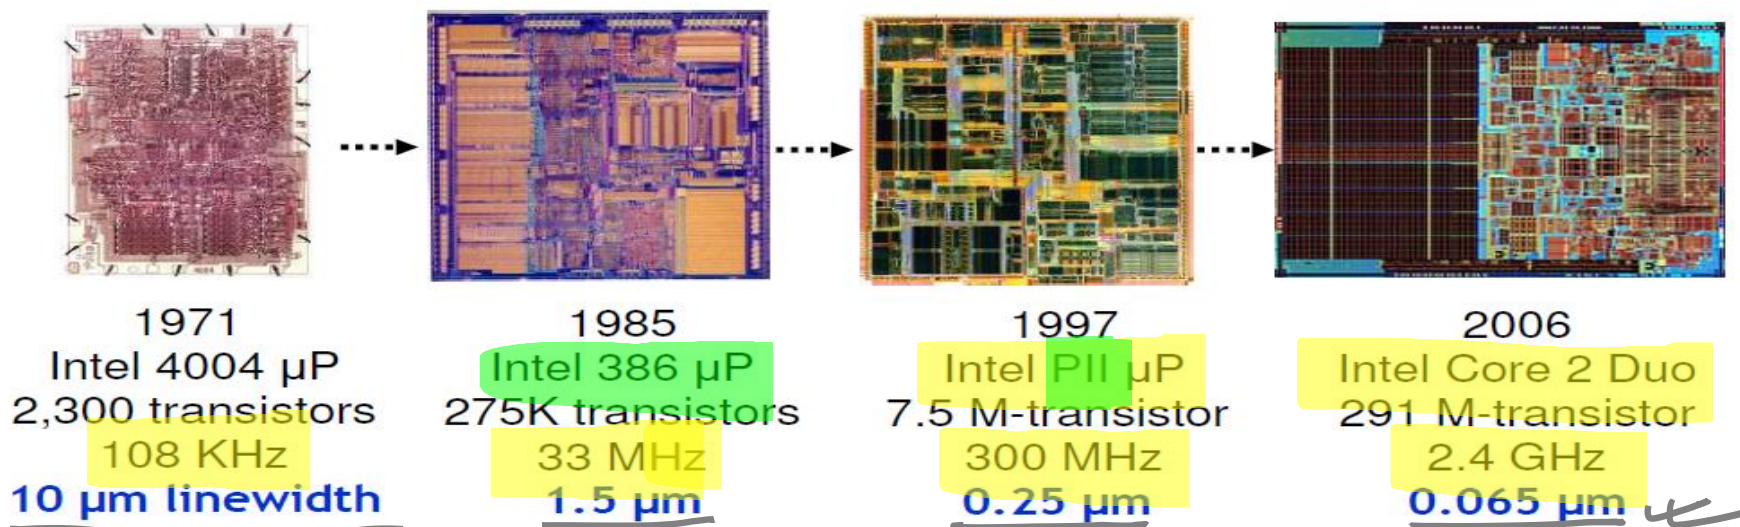 1971
Intel 4004 µP
2,300 transistors
108 KHz
10 µm linewidth
1985
Intel 386 µP
275K transistors
33 MHz
1.5 µm
1997
Intel PII µP
7.5 M-transistor
300 MHz
0.25 µm
2006
Intel Core 2 Duo
291 M-transistor
2.4 GHz
0.065 µm